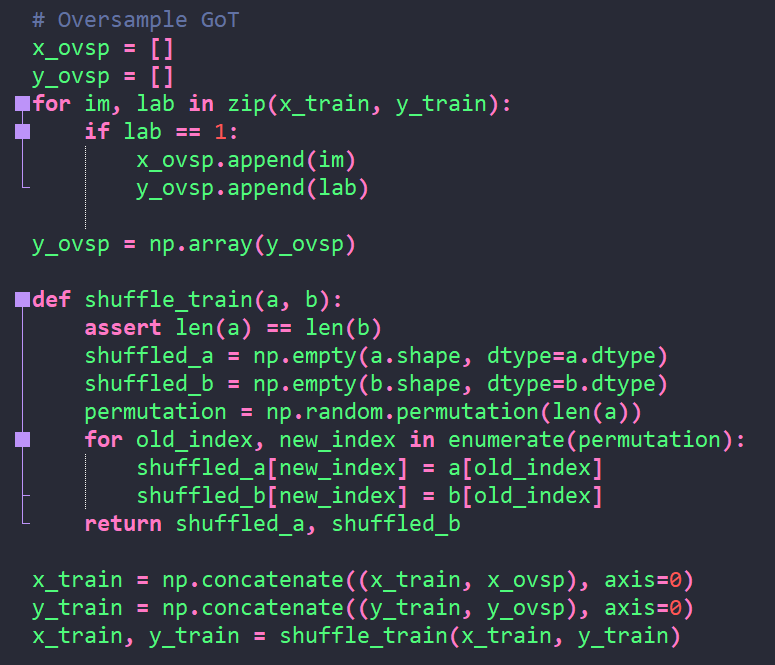 # Oversample GoT
x_ovsp = []
y_ovsp = []
for im, lab in zip(x_train, y_train):
    if lab == 1:
        x_ovsp.append(im)
        y_ovsp.append(lab)

y_ovsp = np.array(y_ovsp)

def shuffle_train(a, b):
    assert len(a) == len(b)
    shuffled_a = np.empty(a.shape, dtype=a.dtype)
    shuffled_b = np.empty(b.shape, dtype=b.dtype)
    permutation = np.random.permutation(len(a))
    for old_index, new_index in enumerate(permutation):
        shuffled_a[new_index] = a[old_index]
        shuffled_b[new_index] = b[old_index]
    return shuffled_a, shuffled_b

x_train = np.concatenate((x_train, x_ovsp), axis=0)
y_train = np.concatenate((y_train, y_ovsp), axis=0)
x_train, y_train = shuffle_train(x_train, y_train)